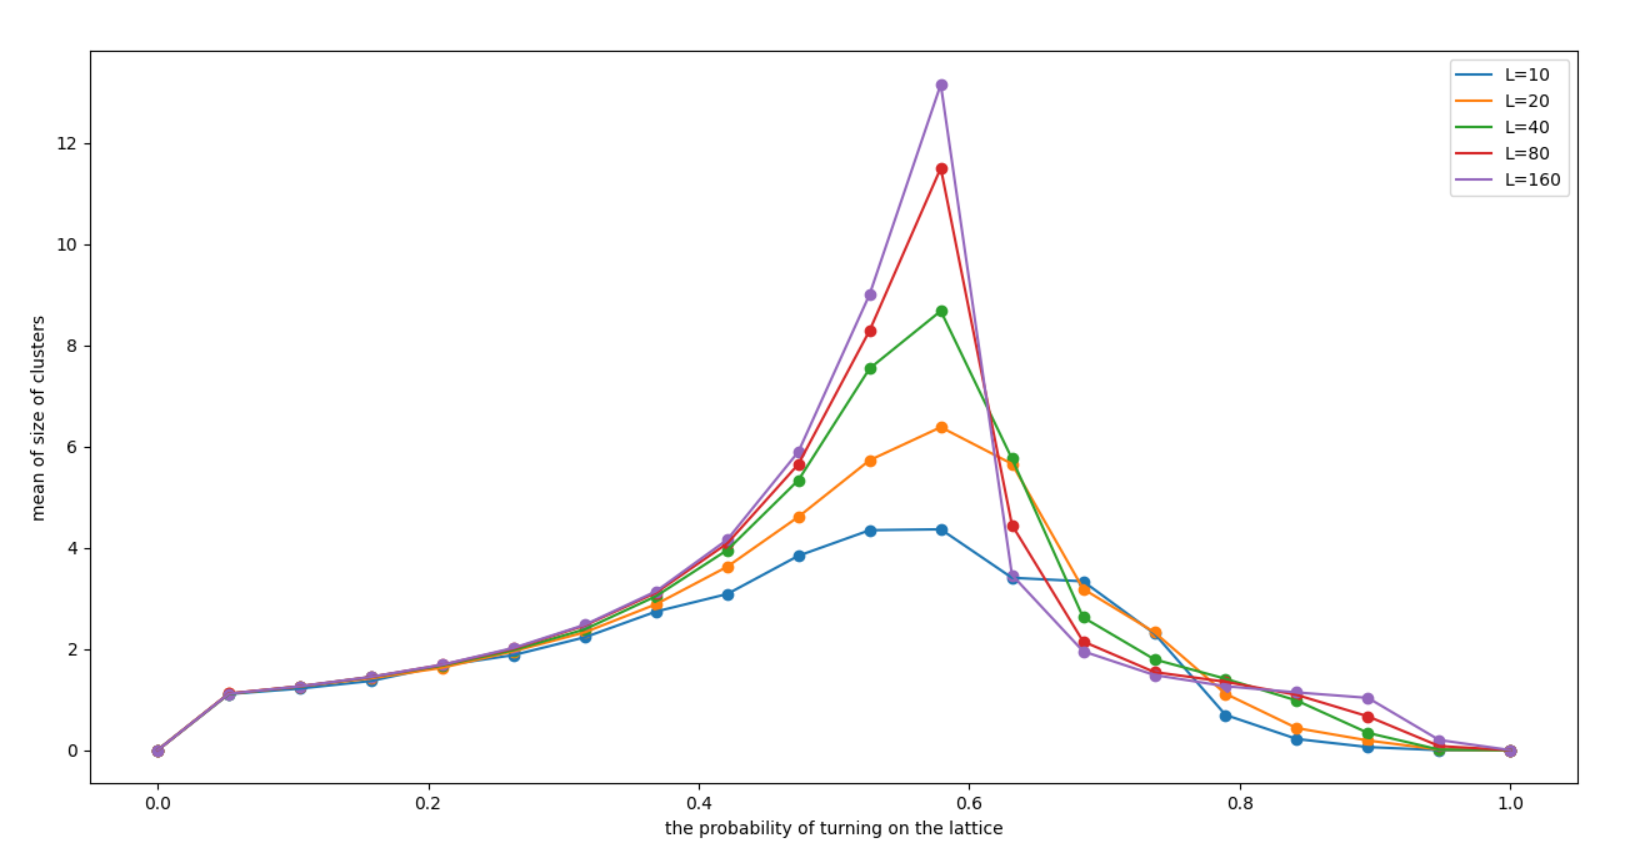 L=10
L=20
L=40
L=80
L=160
12
10
8
6
4
2
0
mean of size of clusters
0.0 0.2 0.4 0.6 0.8 1.0
the probability of turning on the lattice